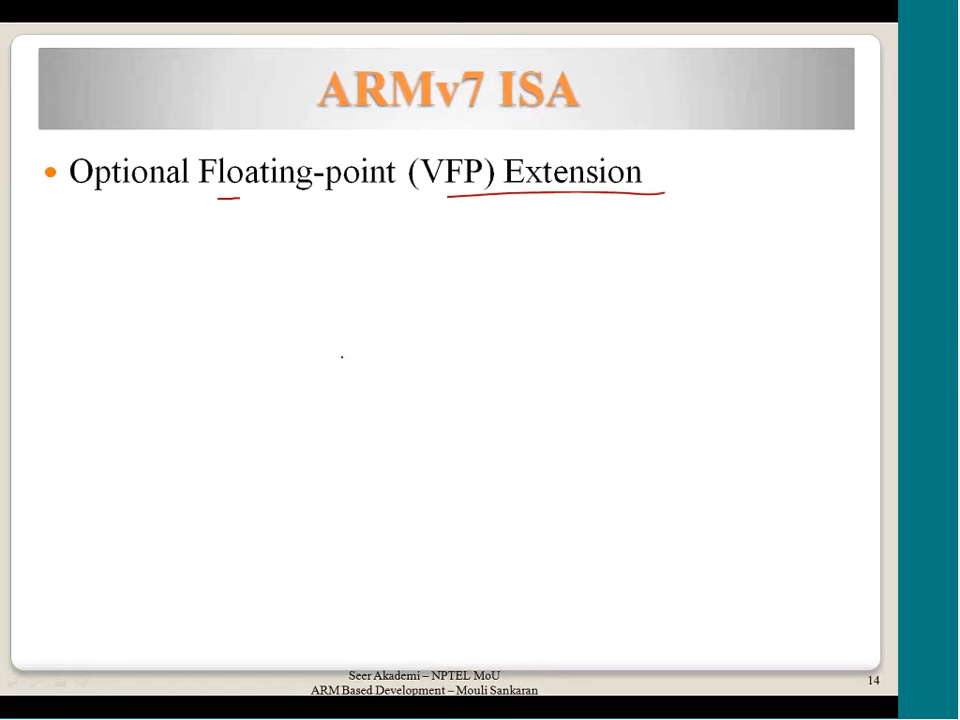 ARMv7 ISA
Optional Floating-point (VFP) Extension
Seer Akademi – NPTEL MoU
ARM Based Development – Mouli Sankaran
14